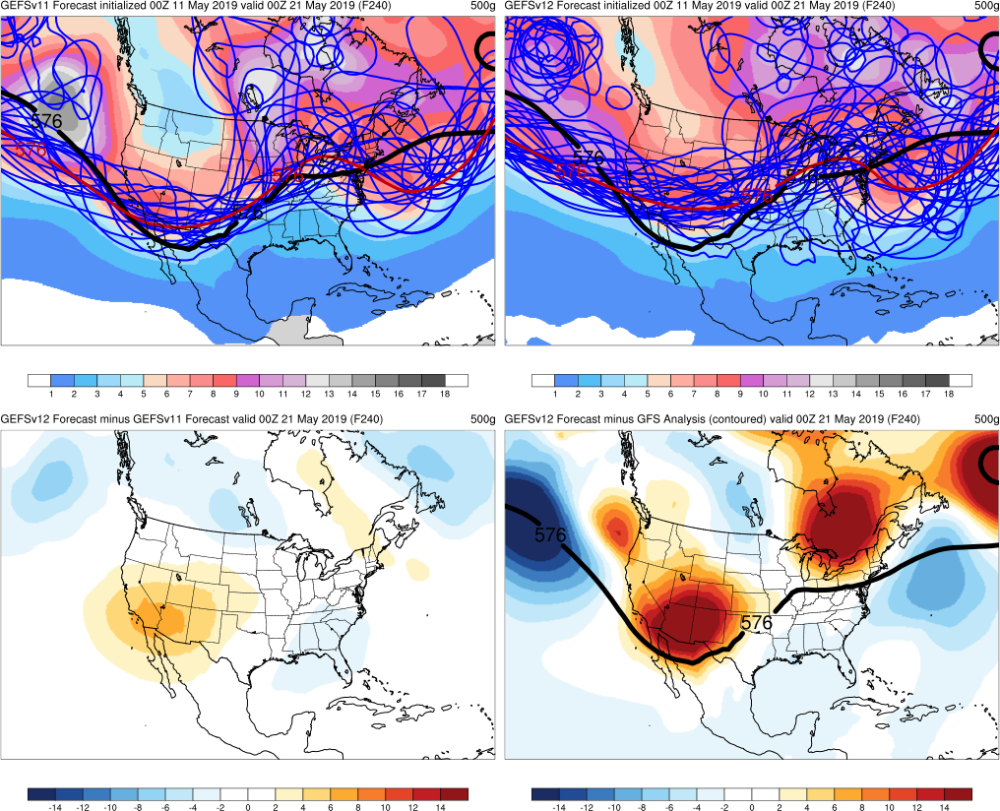 GEFSv11 Forecast initialized 00Z 11 May 2019 valid 00Z 21 May 2019 (F240) 500g
GEFSv12 Forecast initialized 00Z 11 May 2019 valid 00Z 21 May 2019 (F240) 500g
576
576
576
576
576
576
1 2 3 4 5 6 7 8 9 10 11 12 13 14 15 16 17 18
1 2 3 4 5 6 7 8 9 10 11 12 13 14 15 16 17 18
GEFSv12 Forecast minus GEFSv11 Forecast valid 00Z 21 May 2019 (F240) 500g
GEFSv12 Forecast minus GFS Analysis (contoured) valid 00Z 21 May 2019 (F240) 500g
576
576
-14 -12 -10 -8 -6 -4 -2 0 2 4 6 8 10 12 14
-14 -12 -10 -8 -6 -4 -2 0 2 4 6 8 10 12 14